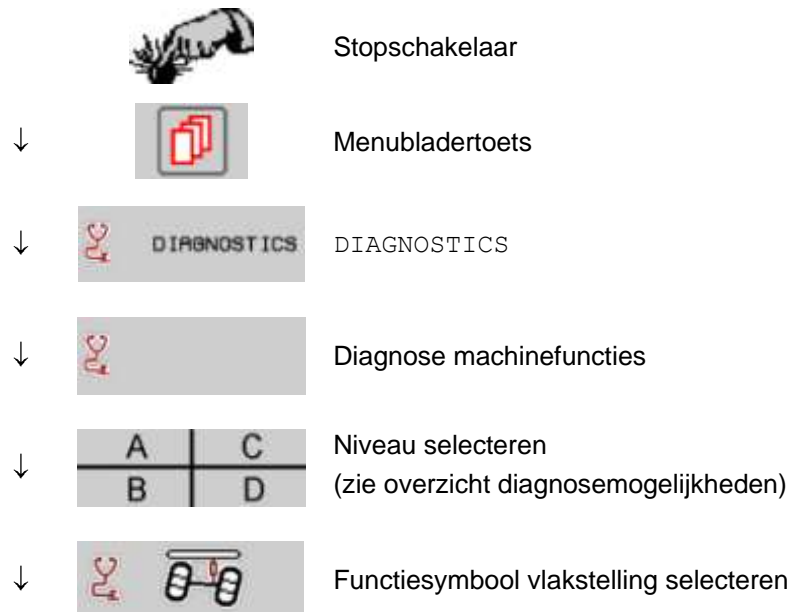 Stopschakelaar
↓ Menubladertoets
↓ DIAGNOSTICS DIAGNOSTICS
↓ Diagnose machinefuncties
↓ A C Niveau selecteren
B D (zie overzicht diagnosemogelijkheden)
↓ Functiesymbool vlakstelling selecteren